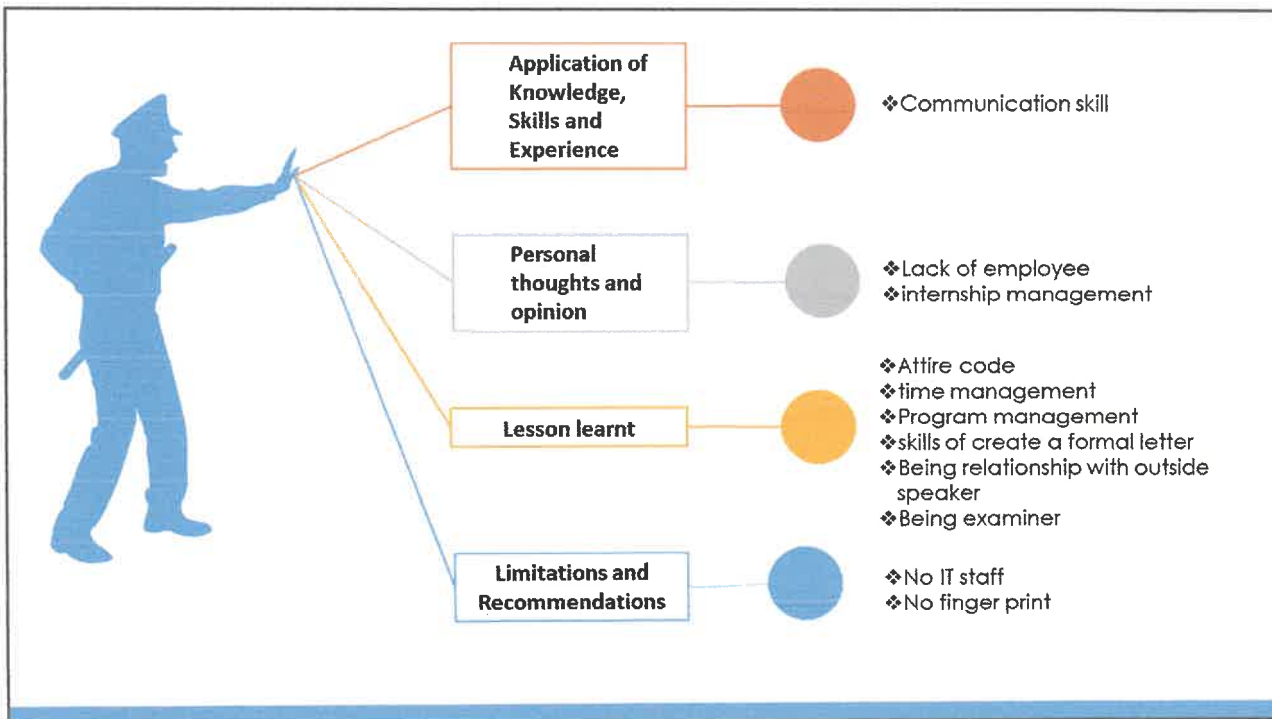 Application of
Knowledge,
Skills and
Experience
❖Communication skill
Personal
thoughts and
opinion
❖Lack of employee
❖internship management
Lesson learnt
❖Attire code
❖time management
❖Program management
❖skills of create a formal letter
❖Being relationship with outside
speaker
❖Being examiner
Limitations and
Recommendations
❖No IT staff
❖No finger print